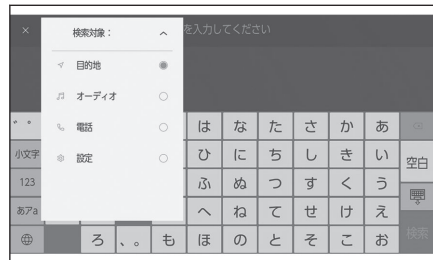 × 検索対象： を入力してください
目的地
オーディオ
電話
設定
゛゜ は な た さ か あ
小文字 ひ に ち し き い 空白
123 ふ ぬ つ す く う
あアa へ ね て せ け え
ろ 、。 も ほ の と そ こ お 検索